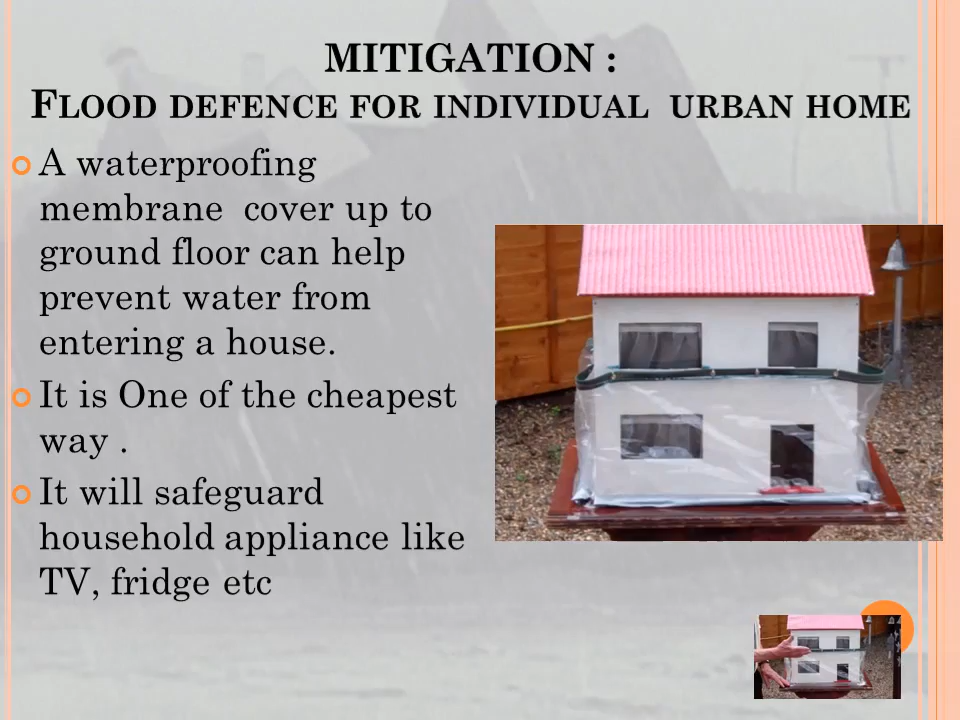 MITIGATION :
FLOOD DEFENCE FOR INDIVIDUAL URBAN HOME
A waterproofing
membrane cover up to
ground floor can help
prevent water from
entering a house.
It is One of the cheapest
way .
It will safeguard
household appliance like
TV, fridge etc